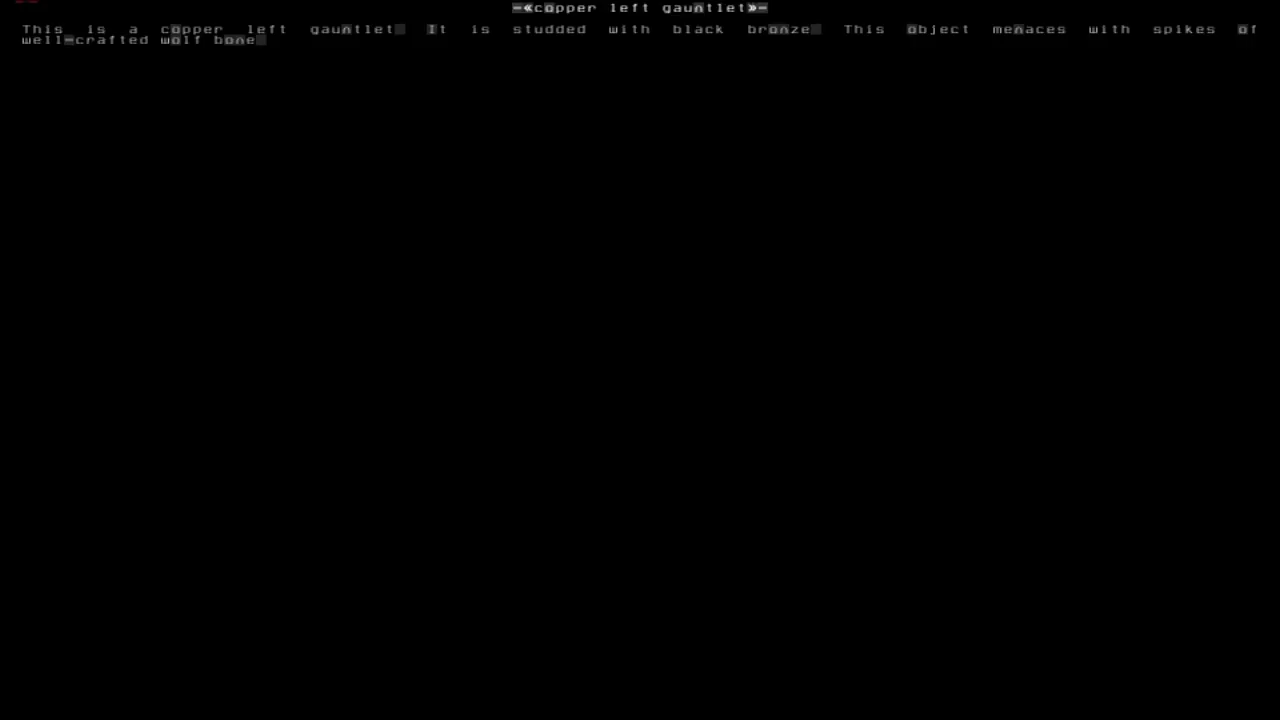 -«copper left gauntlet»-
This is a copper left gauntlet. It is studded with black bronze. This object menaces with spikes of
well-crafted wolf bone.